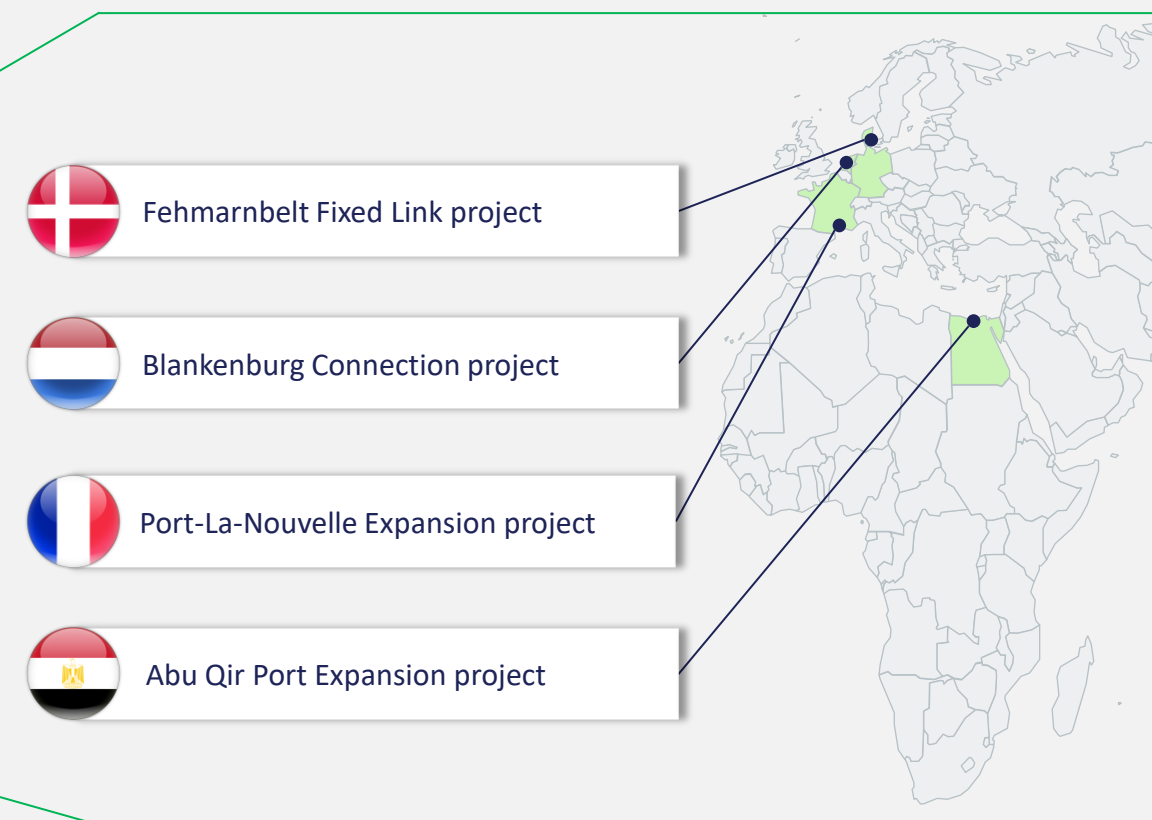 Fehmarnbelt Fixed Link project
Blankenburg Connection project
Port-La-Nouvelle Expansion project
Abu Qir Port Expansion project